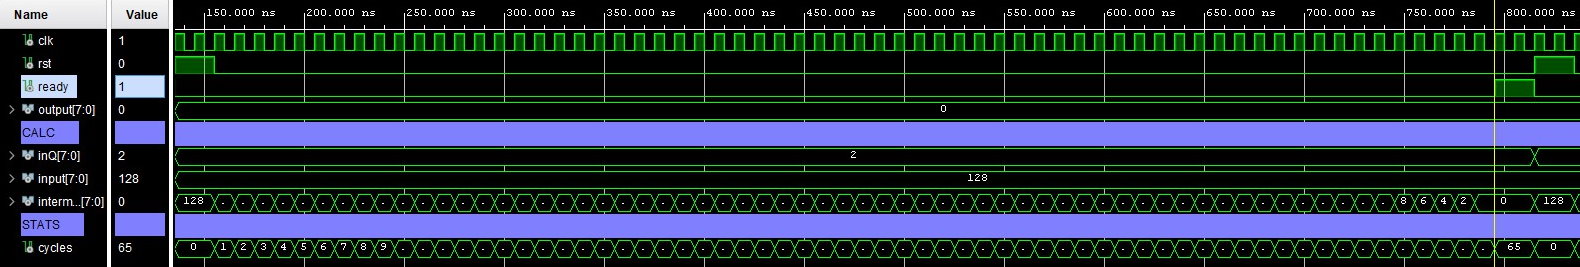 Name Value 150.000 ns 200.000 ns 250.000 ns 300.000 ns 350.000 ns 400.000 ns 450.000 ns 500.000 ns 550.000 ns 600.000 ns 650.000 ns 700.000 ns 750.000 ns 800.000 ns
clk 1
rst 0
ready 1
output[7:0] 0 0
CALC
inQ[7:0] 2 2
input[7:0] 128 128
interm...[7:0] 0 128 8 6 4 2 0 128
STATS
cycles 65 0 1 2 3 4 5 6 7 8 9 65 0